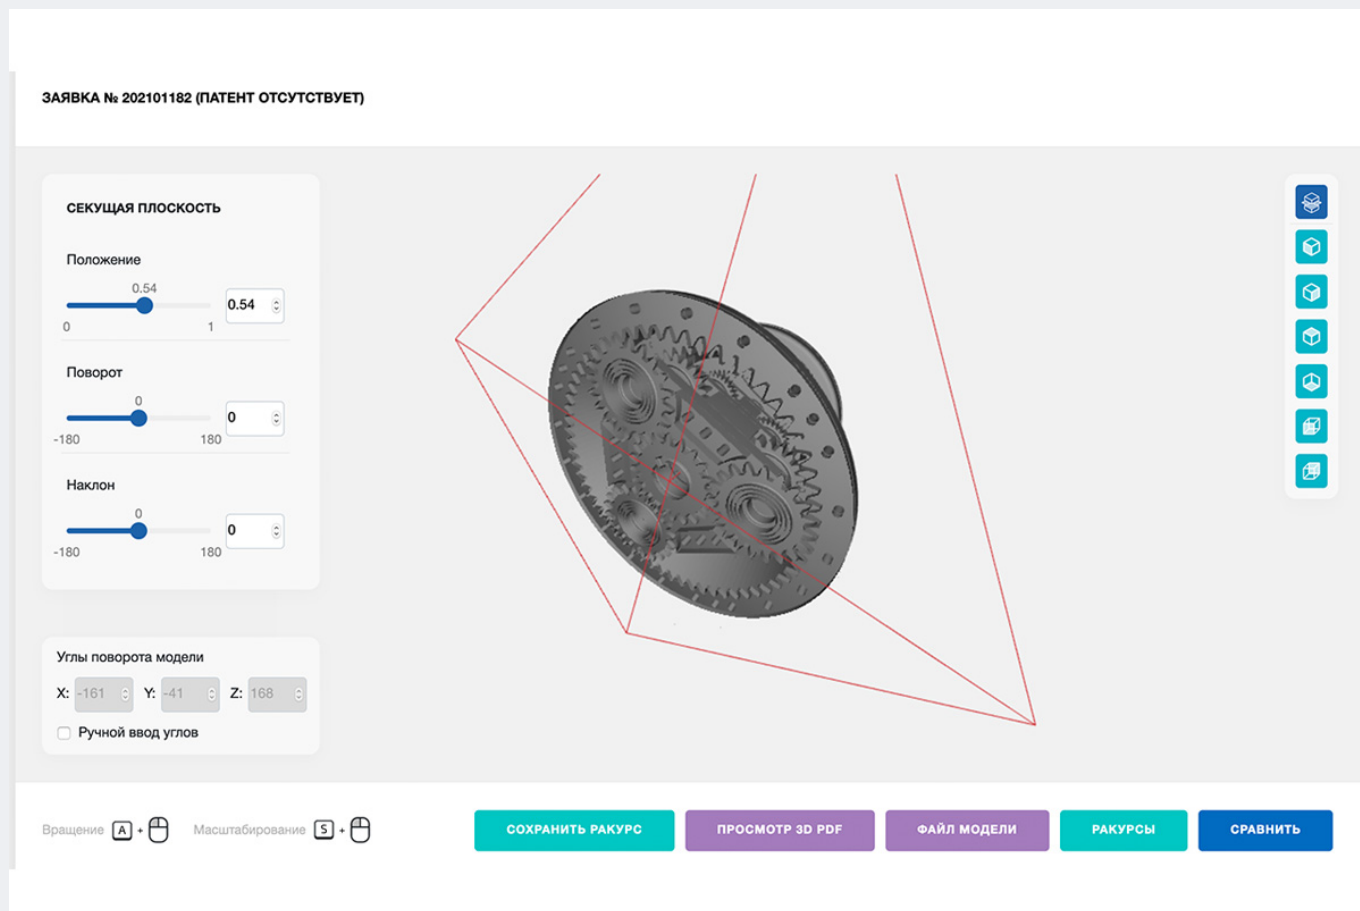 ЗАЯВКА № 202101182 (ПАТЕНТ ОТСУТСТВУЕТ)
СЕКУЩАЯ ПЛОСКОСТЬ
Положение
0.54
0.54
0 1
Поворот
0
0
-180 180
Наклон
0
0
-180 180
Углы поворота модели
X: -161 Y: -41 Z: 168
Ручной ввод углов
Вращение A + Масштабирование S +
СОХРАНИТЬ РАКУРС ПРОСМОТР 3D PDF ФАЙЛ МОДЕЛИ РАКУРСЫ СРАВНИТЬ